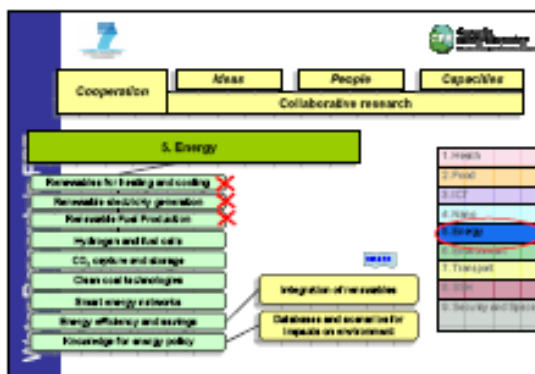 Ideas People Capacities
Cooperation
Collaborative research
5. Energy
Renewables for heating and cooling
Renewable electricity generation
Renewable Fuel Production
Hydrogen and fuel cells
CO₂ capture and storage
Clean coal technologies
Smart energy networks
Energy efficiency and savings
Knowledge for energy policy
Integration of renewables
Databases and scenarios for
impacts on environment
1. Health
2. Food
3. ICT
4. Nano
5. Energy
6. Environment
7. Transport
9. Security and Space